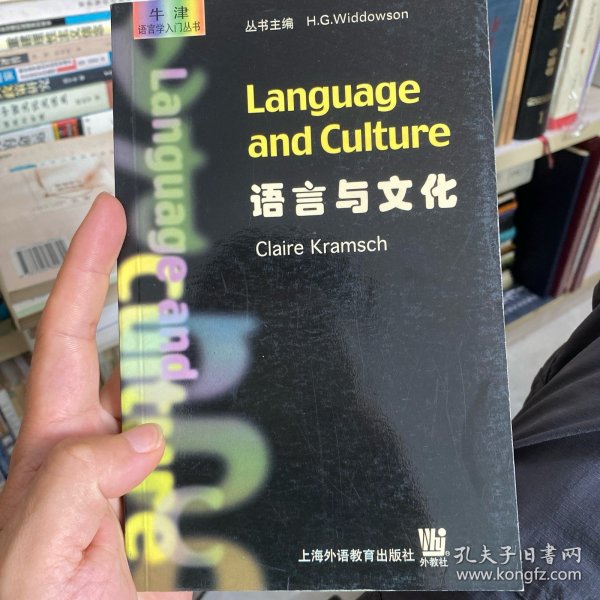 牛津
语言学入门丛书
丛书主编 H.G.Widdowson
Language
and Culture
语言与文化
Claire Kramsch
Language and
Culture
上海外语教育出版社
外教社
孔夫子旧书网
www.kongfz.com